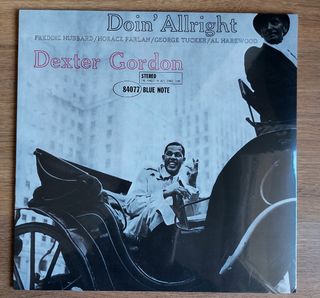 Doin' Allright
FREDDIE HUBBARD/HORACE PARLAN/GEORGE TUCKER/AL HAREWOOD
Dexter Gordon
STEREO
84077 BLUE NOTE